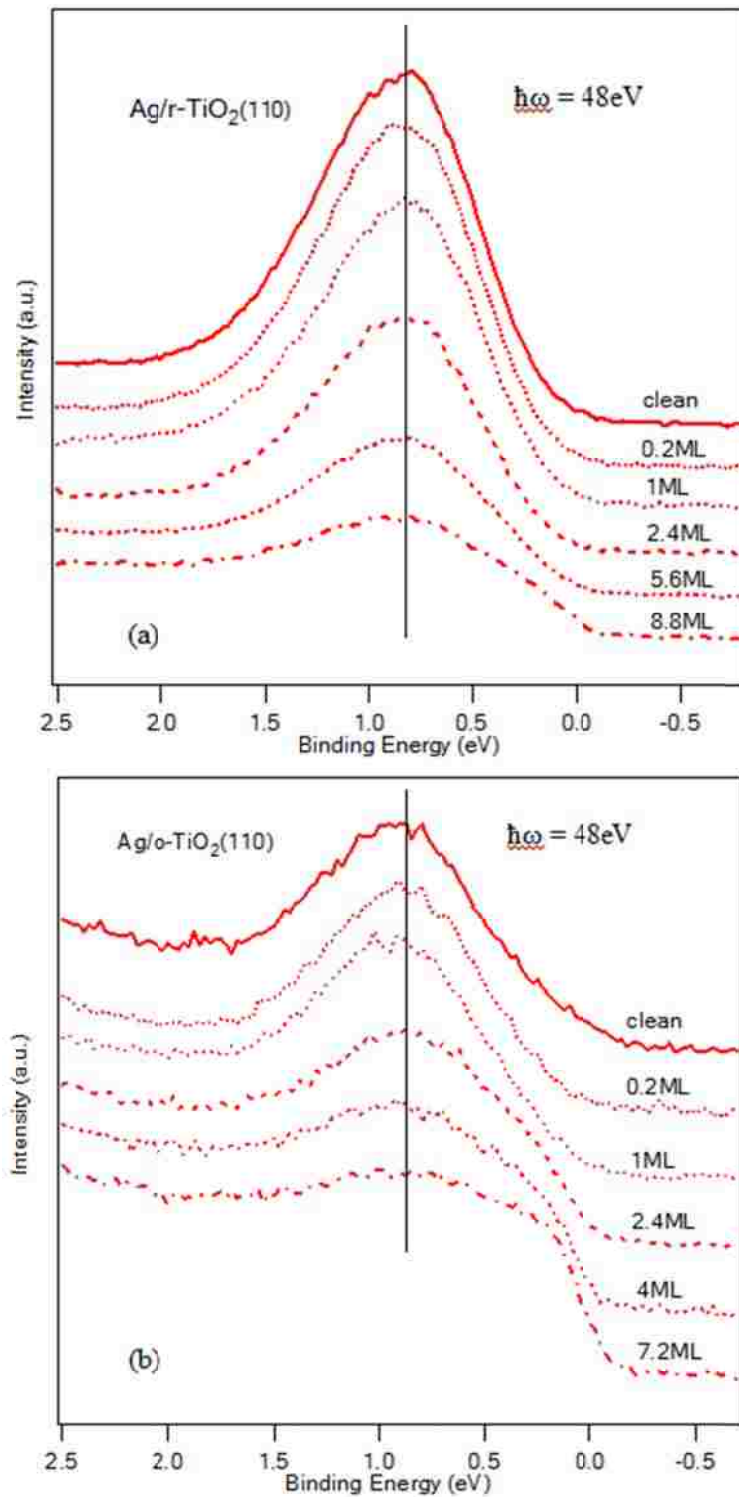 Ag/r-TiO2(110)
ħω = 48eV
Intensity (a.u.)
clean
0.2ML
1ML
2.4ML
5.6ML
8.8ML
(a)
2.5 2.0 1.5 1.0 0.5 0.0 -0.5
Binding Energy (eV)
Ag/o-TiO2(110)
ħω = 48eV
Intensity (a.u.)
clean
0.2ML
1ML
2.4ML
4ML
7.2ML
(b)
2.5 2.0 1.5 1.0 0.5 0.0 -0.5
Binding Energy (eV)